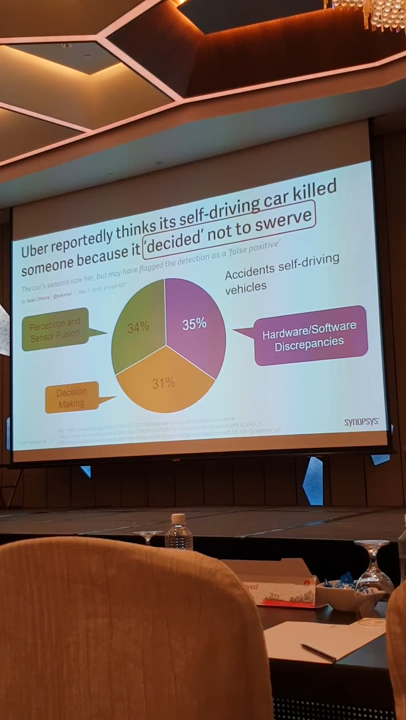 Uber reportedly thinks its self-driving car killed
someone because it 'decided' not to swerve
The car's sensors saw her, but may have flagged the detection as a 'false positive'
Accidents self-driving
vehicles
Perception and
Sensor Fusion
34%
35%
Hardware/Software
Discrepancies
31%
Decision
Making
SYNOPSYS